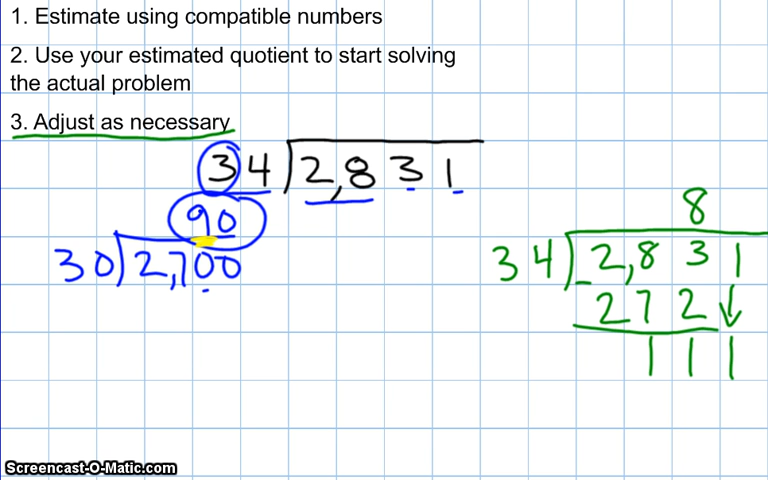 1. Estimate using compatible numbers
2. Use your estimated quotient to start solving
the actual problem
3. Adjust as necessary
34 2,831
90
30 2,700
8
34 2,831
272
111
Screencast-O-Matic.com